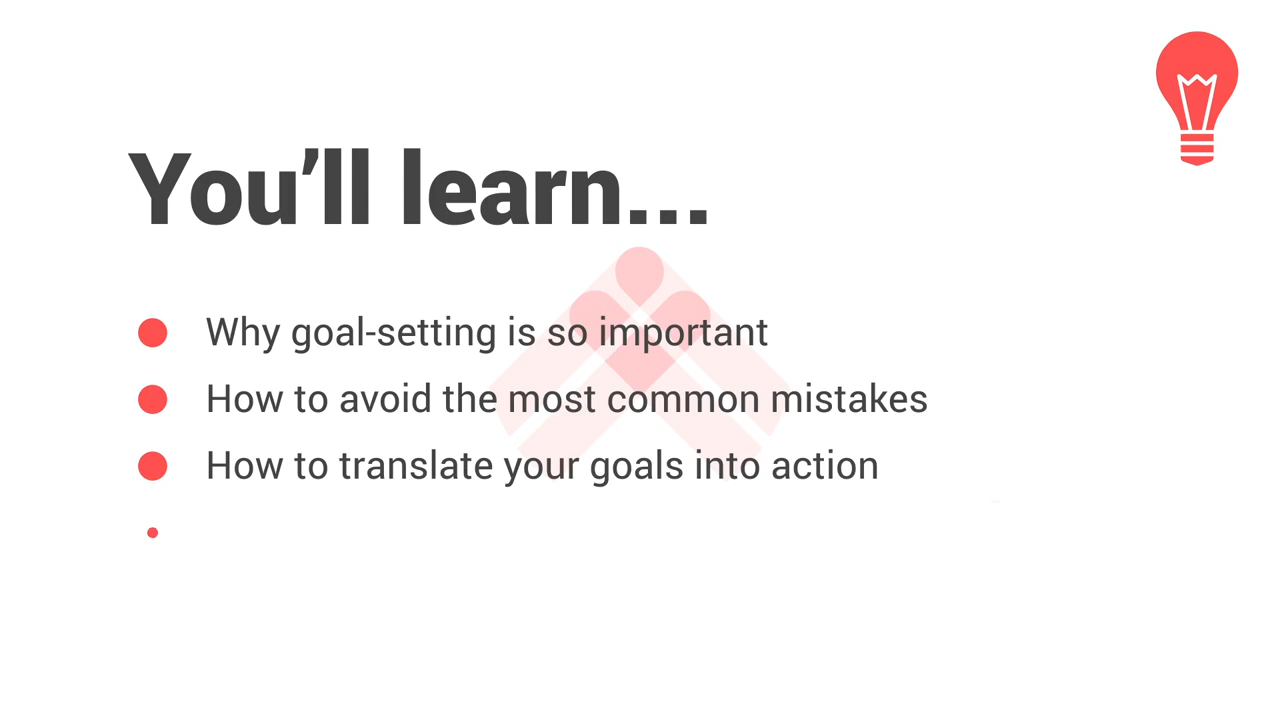 You’ll learn...
Why goal-setting is so important
How to avoid the most common mistakes
How to translate your goals into action